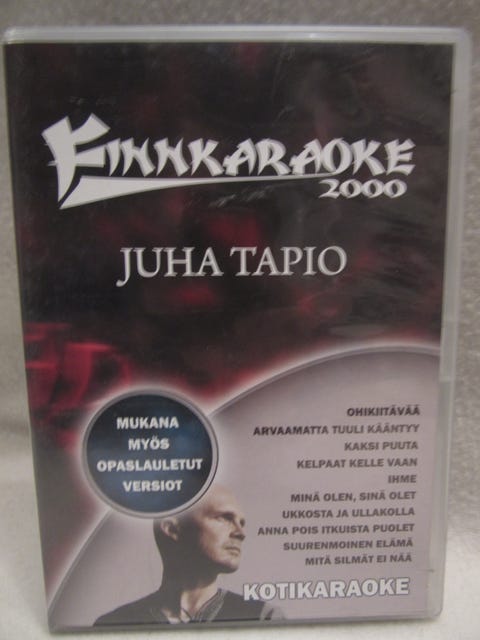 FINNKARAOKE
2000
JUHA TAPIO
MUKANA
MYÖS
OPASLAULETUT
VERSIOT
OHIKIITÄVÄÄ
ARVAAMATTA TUULI KÄÄNTYY
KAKSI PUUTA
KELPAAT KELLE VAAN
IHME
MINÄ OLEN, SINÄ OLET
UKKOSTA JA ULLAKOLLA
ANNA POIS ITKUISTA PUOLET
SUURENMOINEN ELÄMÄ
MITÄ SILMÄT EI NÄÄ
KOTIKARAOKE